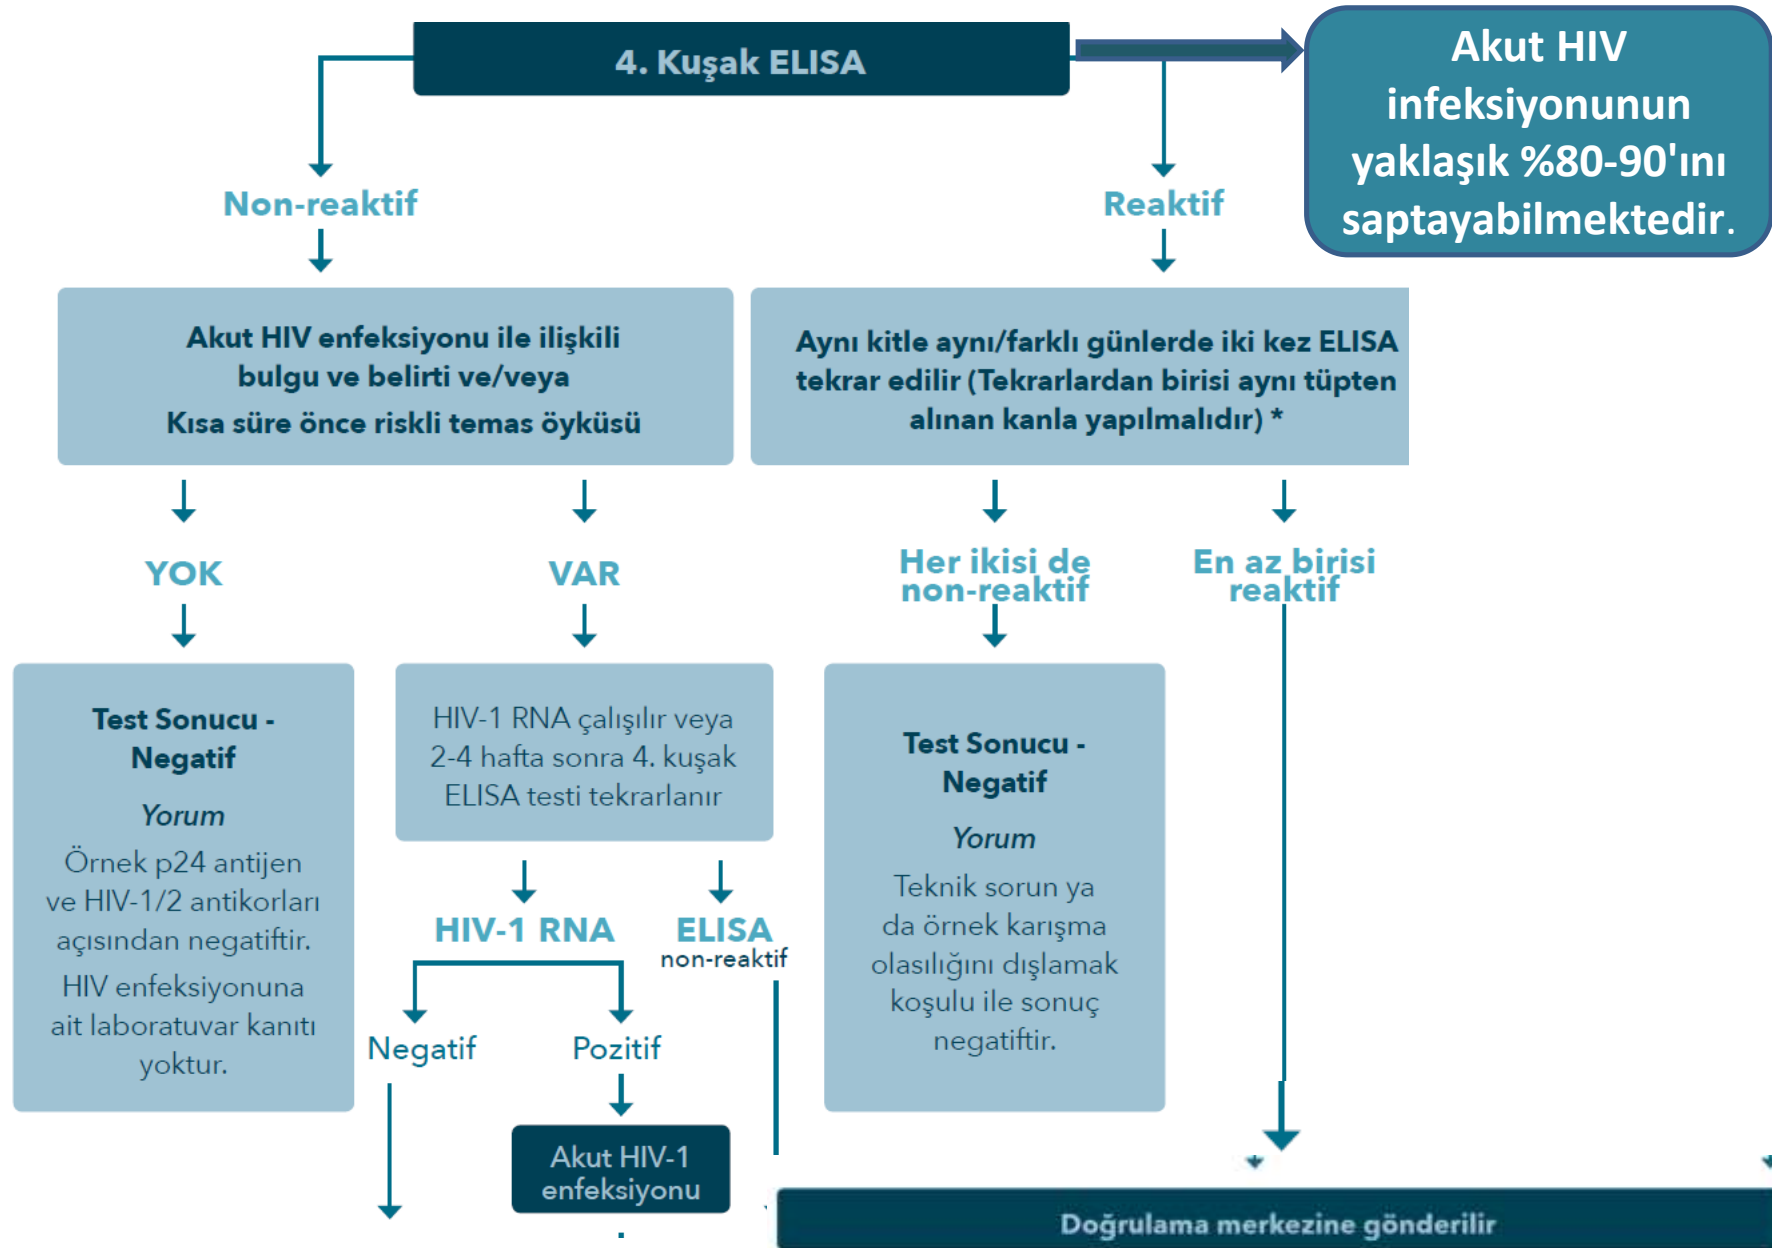 4. Kuşak ELISA
Akut HIV
infeksiyonunun
yaklaşık %80-90'ını
saptayabilmektedir.
Non-reaktif
Reaktif
Akut HIV enfeksiyonu ile ilişkili
bulgu ve belirti ve/veya
Kısa süre önce riskli temas öyküsü
Aynı kitle aynı/farklı günlerde iki kez ELISA
tekrar edilir (Tekrarlardan birisi aynı tüpten
alınan kanla yapılmalıdır) *
YOK
VAR
Her ikisi de
non-reaktif
En az birisi
reaktif
Test Sonucu -
Negatif
Yorum
Örnek p24 antijen
ve HIV-1/2 antikorları
açısından negatiftir.
HIV enfeksiyonuna
ait laboratuvar kanıtı
yoktur.
HIV-1 RNA çalışılır veya
2-4 hafta sonra 4. kuşak
ELISA testi tekrarlanır
HIV-1 RNA
ELISA
non-reaktif
Negatif
Pozitif
Akut HIV-1
enfeksiyonu
Test Sonucu -
Negatif
Yorum
Teknik sorun ya
da örnek karışma
olasılığını dışlamak
koşulu ile sonuç
negatiftir.
Doğrulama merkezine gönderilir